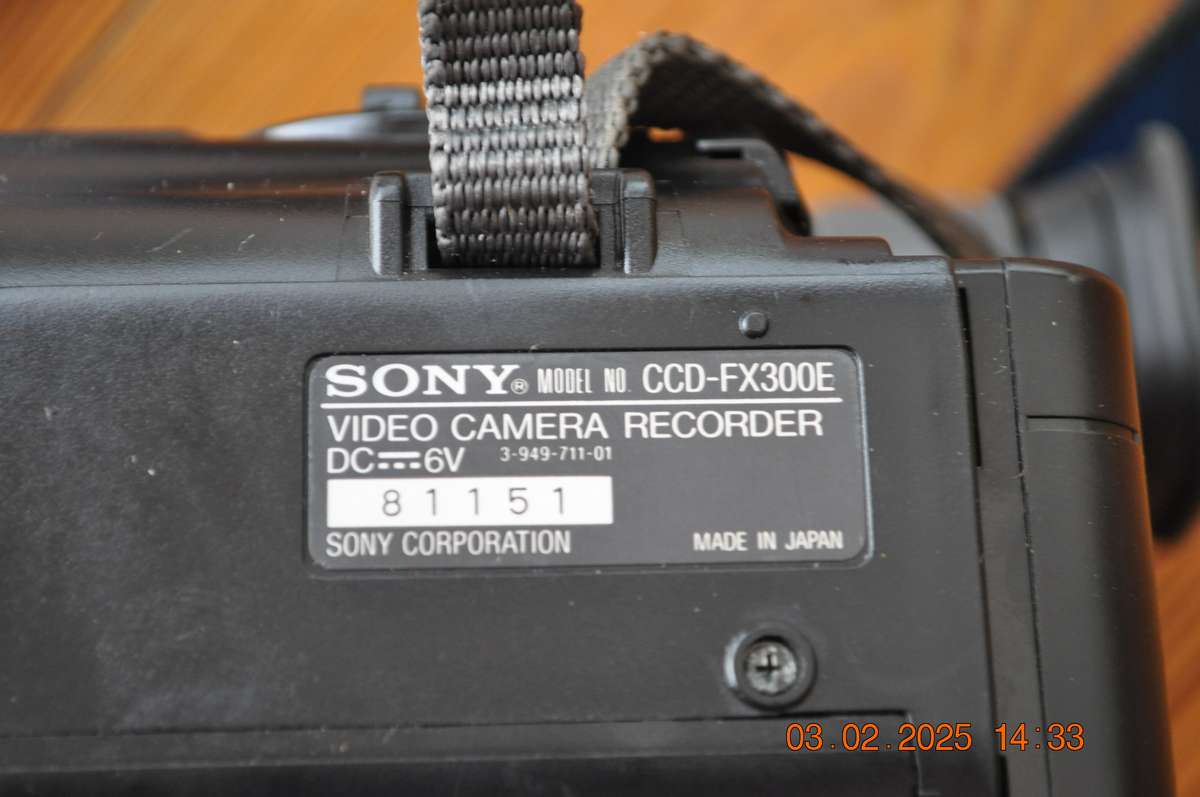 SONY® MODEL NO. CCD-FX300E
VIDEO CAMERA RECORDER
DC⎓6V 3-949-711-01
81151
SONY CORPORATION MADE IN JAPAN
03.02.2025 14:33